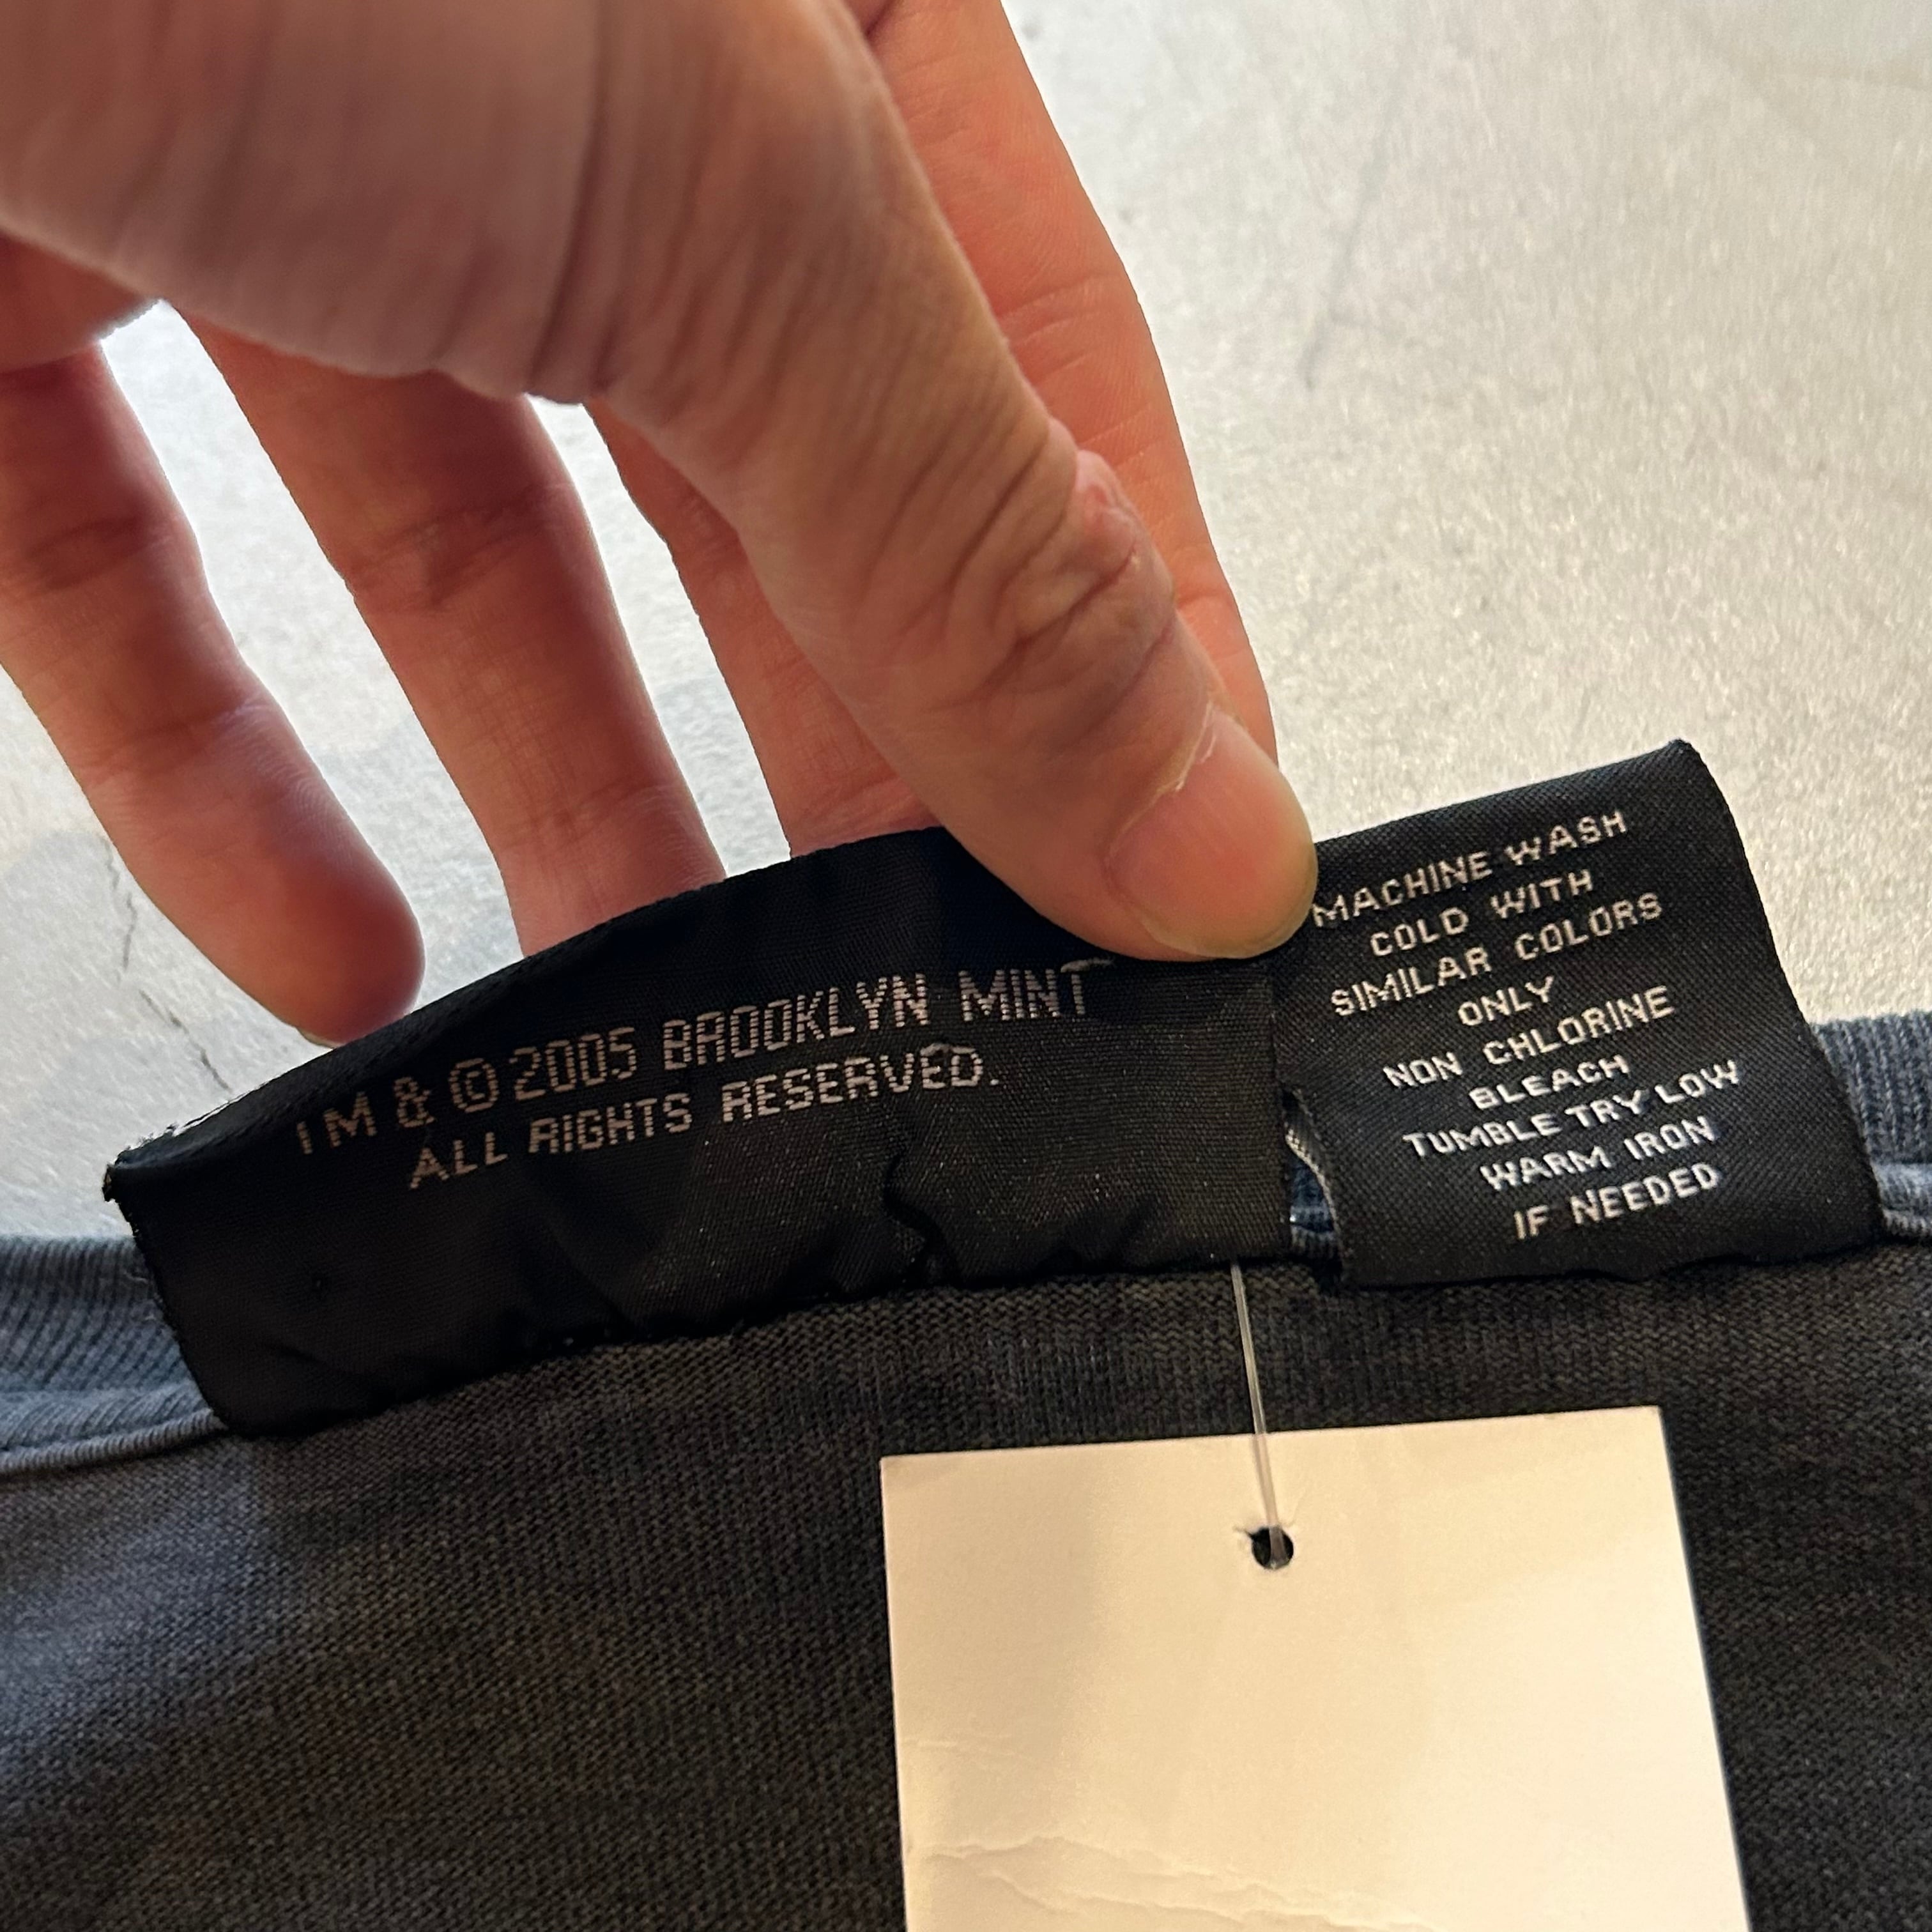 TM & © 2005 BROOKLYN MINT
ALL RIGHTS RESERVED.
MACHINE WASH
COLD WITH
SIMILAR COLORS
ONLY
NON CHLORINE
BLEACH
TUMBLE TRY LOW
WARM IRON
IF NEEDED